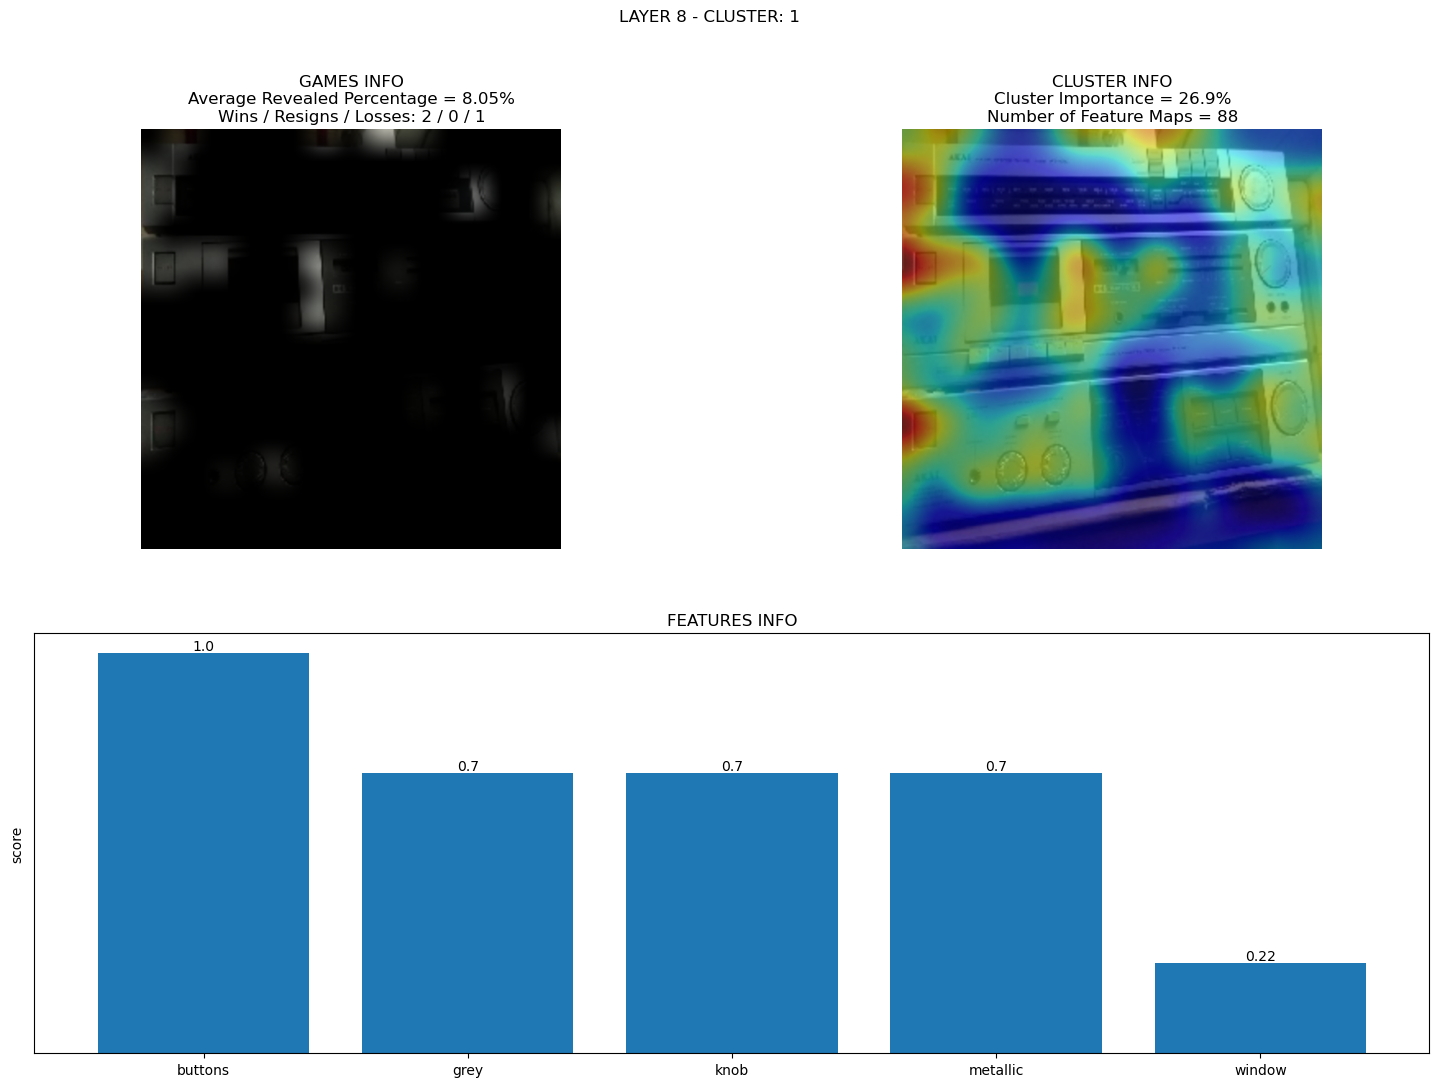 LAYER 8 - CLUSTER: 1
GAMES INFO
Average Revealed Percentage = 8.05%
Wins / Resigns / Losses: 2 / 0 / 1
CLUSTER INFO
Cluster Importance = 26.9%
Number of Feature Maps = 88
AKAI
FEATURES INFO
score
1.0
0.7
0.7
0.7
0.22
buttons
grey
knob
metallic
window